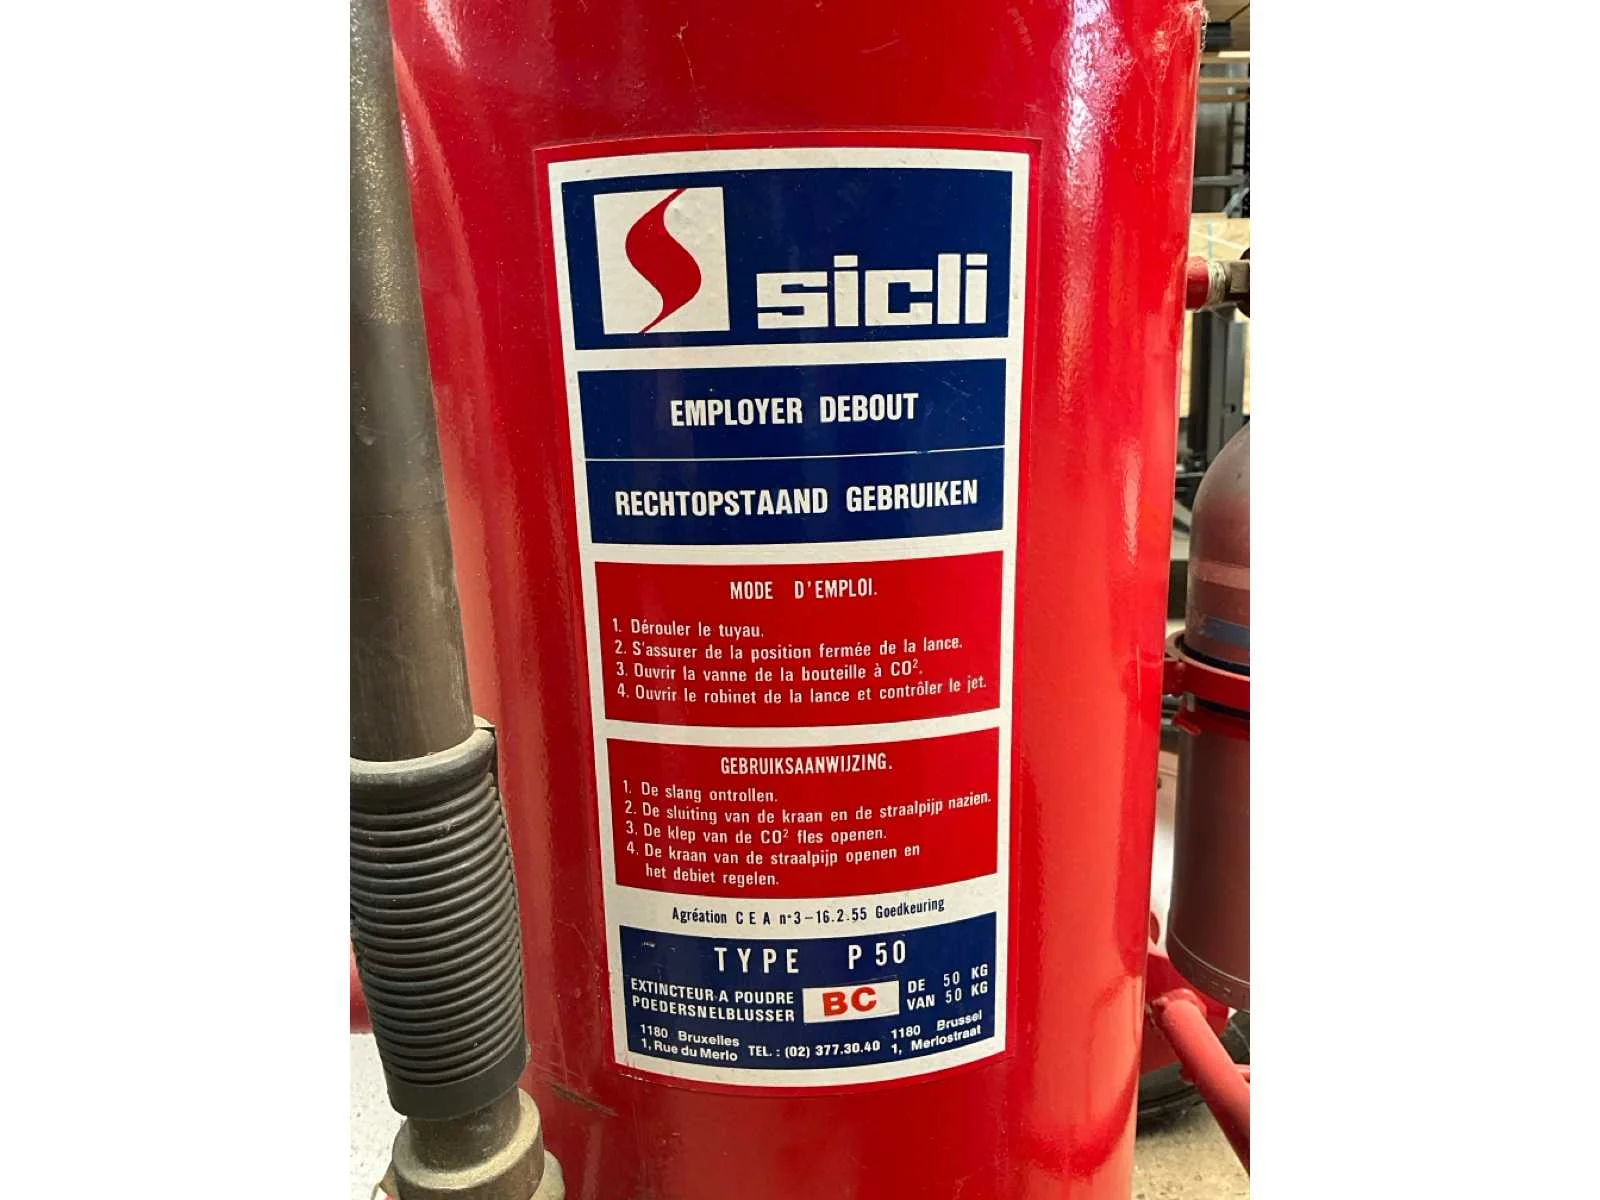 sicli
EMPLOYER DEBOUT
RECHTOPSTAAND GEBRUIKEN
MODE D'EMPLOI.
1. Dérouler le tuyau.
2. S'assurer de la position fermée de la lance.
3. Ouvrir la vanne de la bouteille à CO².
4. Ouvrir le robinet de la lance et contrôler le jet.
GEBRUIKSAANWIJZING.
1. De slang ontrollen.
2. De sluiting van de kraan en de straalpijp nazien.
3. De klep van de CO² fles openen.
4. De kraan van de straalpijp openen en
het debiet regelen.
Agréation C E A n°3-16.2.55 Goedkeuring
TYPE P 50
EXTINCTEUR A POUDRE BC DE 50 KG
POEDERSNELBLUSSER VAN 50 KG
1180 Bruxelles 1180 Brussel
1, Rue du Merlo TEL. : (02) 377.30.40 1, Merlostraat